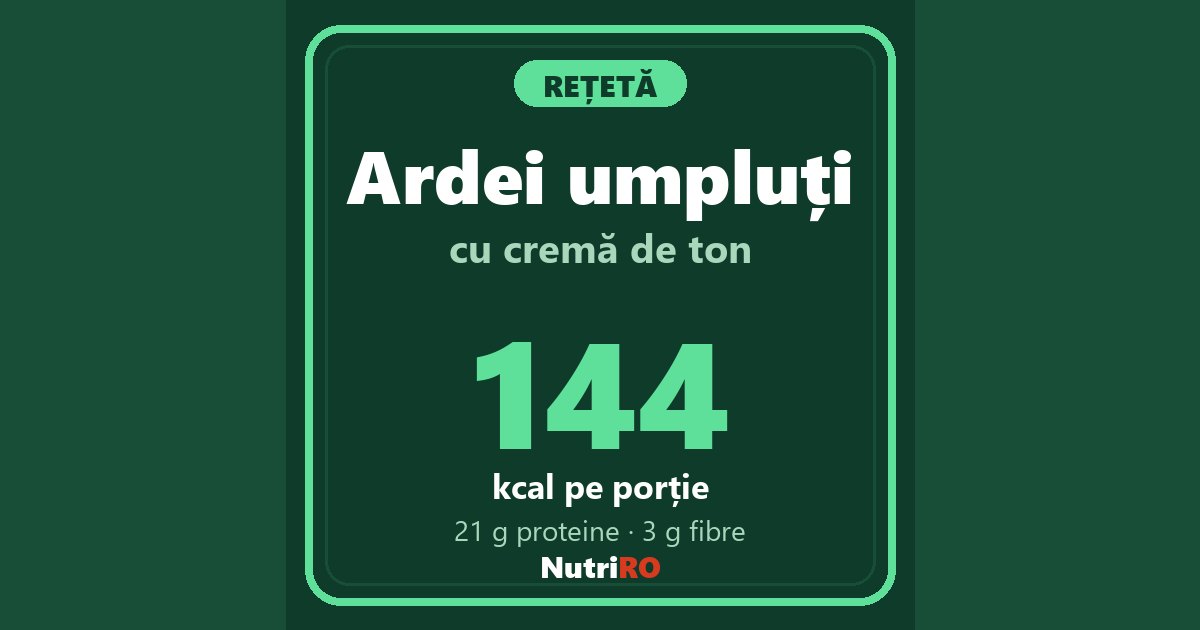 REȚETĂ
Ardei umpluți
cu cremă de ton
144
kcal pe porție
21 g proteine · 3 g fibre
NutriRO